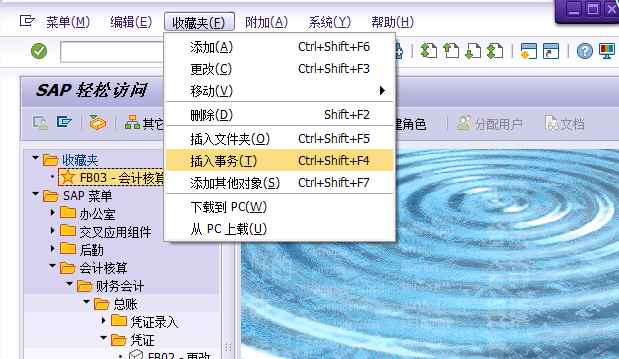 菜单(M) 编辑(E) 收藏夹(F) 附加(A) 系统(Y) 帮助(H)
添加(A) Ctrl+Shift+F6
更改(C) Ctrl+Shift+F3
移动(V)
删除(D) Shift+F2
插入文件夹(O) Ctrl+Shift+F5
插入事务(T) Ctrl+Shift+F4
添加其他对象(S) Ctrl+Shift+F7
下载到 PC(W)
从 PC 上载(U)
SAP 轻松访问
其它
建角色 分配用户 文档
收藏夹
FB03 - 会计核算
SAP 菜单
办公室
交叉应用组件
后勤
会计核算
财务会计
总账
凭证录入
凭证
FB02 - 更改